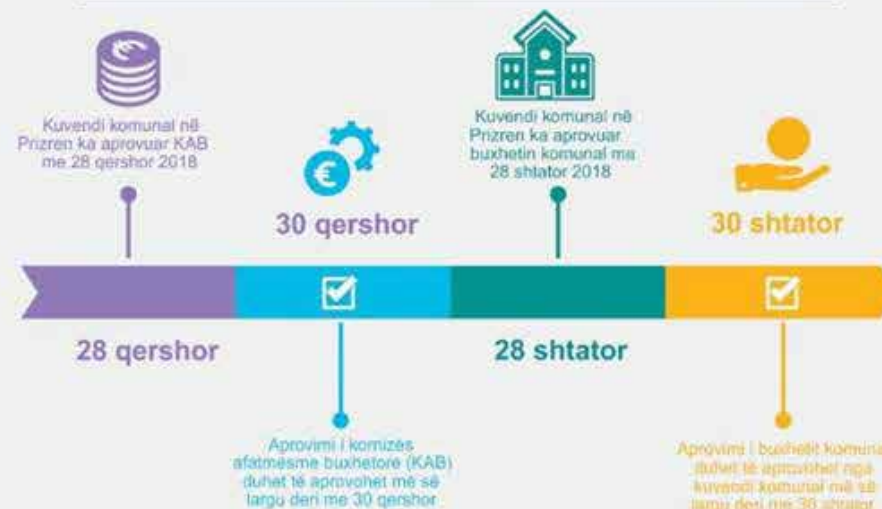 Kuvendi komunal në
Prizren ka aprovuar KAB
me 28 qershor 2018
30 qershor
Kuvendi komunal në
Prizren ka aprovuar
buxhetin komunal me
28 shtator 2018
30 shtator
28 qershor
28 shtator
Aprovimi i kornizës
afatmesme buxhetore (KAB)
duhet të aprovohet më së
largu deri me 30 qershor
Aprovimi i buxhetit komunal
duhet të aprovohet nga
kuvendi komunal më së
largu deri me 30 shtator